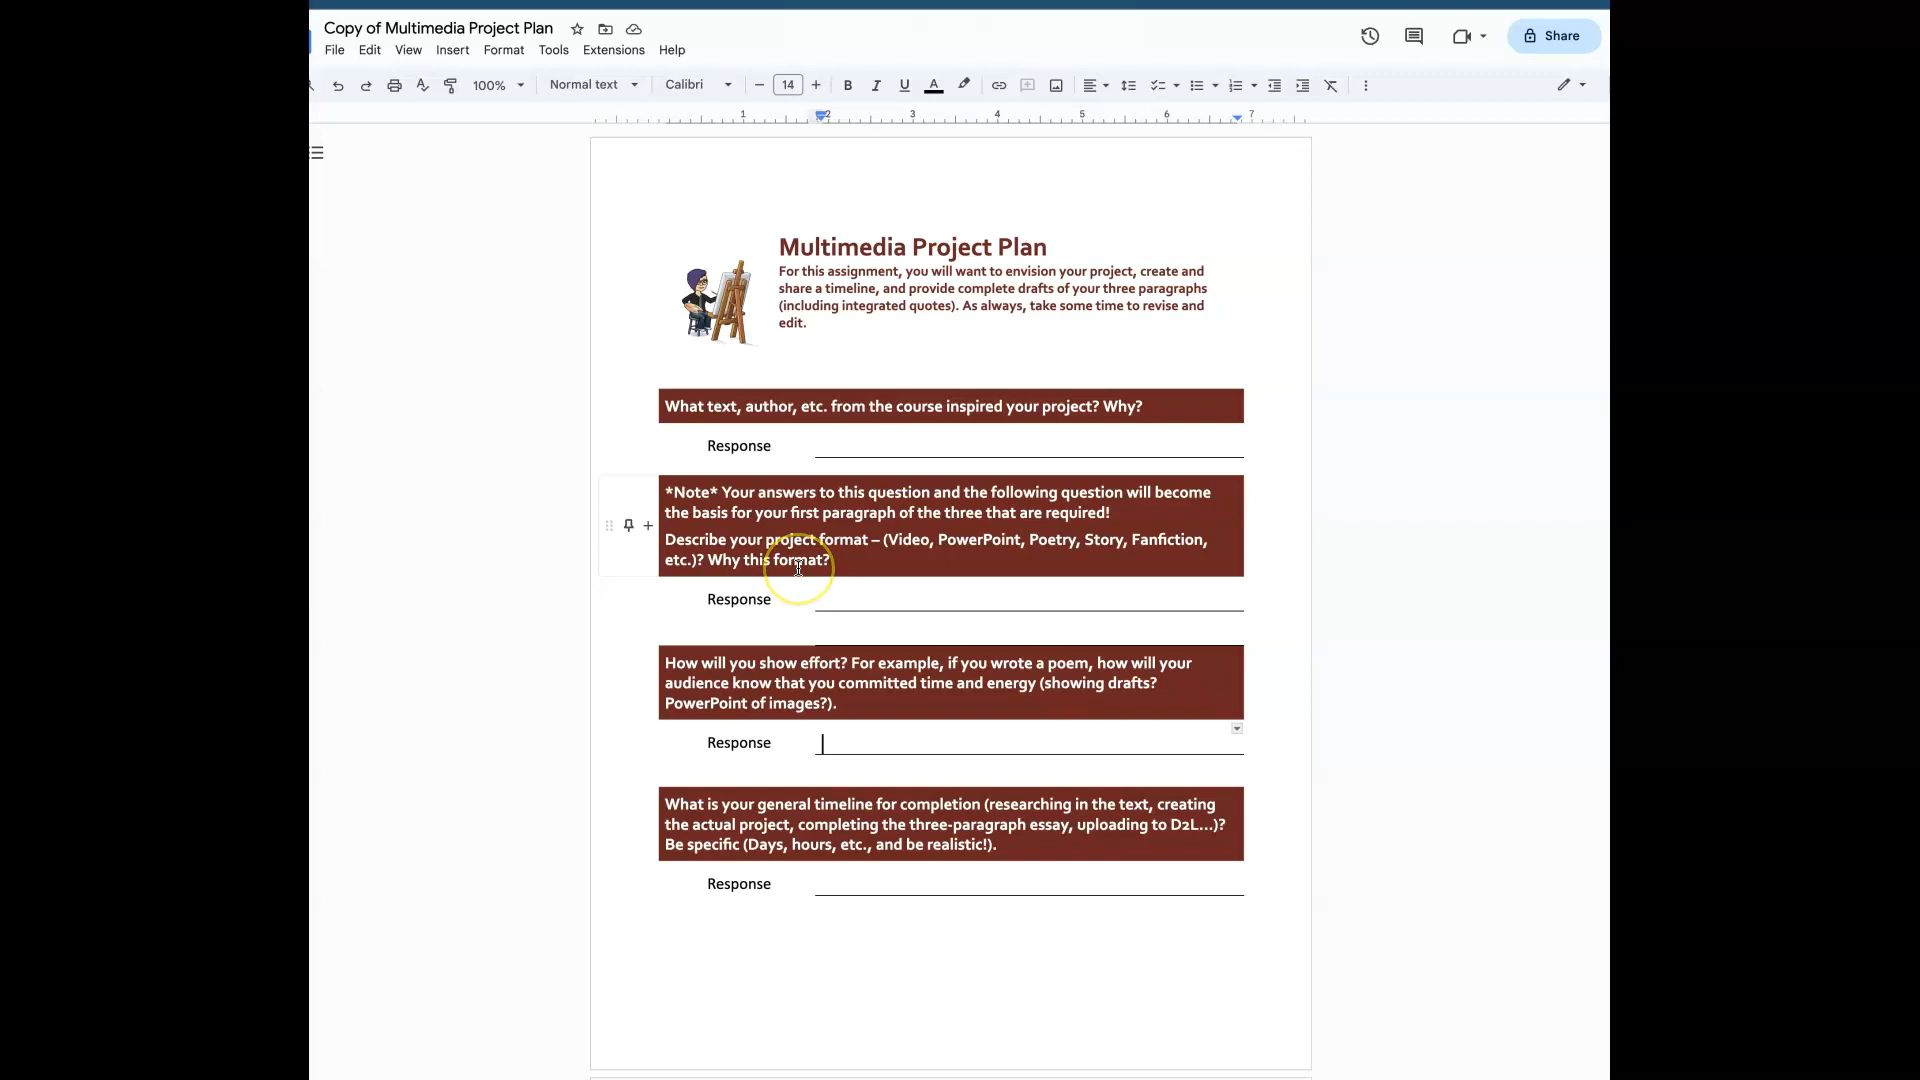 Copy of Multimedia Project Plan
File Edit View Insert Format Tools Extensions Help
Share
100% Normal text Calibri 14
1 2 3 4 5 6 7
Multimedia Project Plan
For this assignment, you will want to envision your project, create and
share a timeline, and provide complete drafts of your three paragraphs
(including integrated quotes). As always, take some time to revise and
edit.
What text, author, etc. from the course inspired your project? Why?
Response
*Note* Your answers to this question and the following question will become
the basis for your first paragraph of the three that are required!
Describe your project format – (Video, PowerPoint, Poetry, Story, Fanfiction,
etc.)? Why this format?
Response
How will you show effort? For example, if you wrote a poem, how will your
audience know that you committed time and energy (showing drafts?
PowerPoint of images?).
Response
What is your general timeline for completion (researching in the text, creating
the actual project, completing the three-paragraph essay, uploading to D2L...)?
Be specific (Days, hours, etc., and be realistic!).
Response